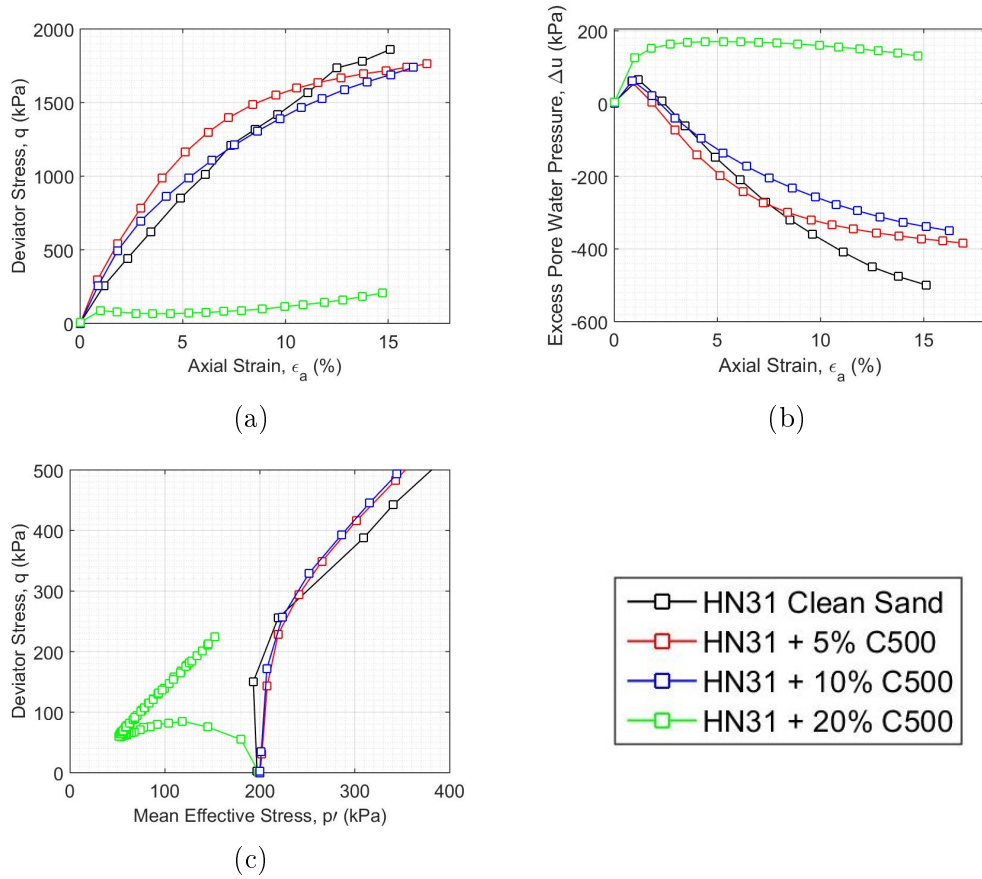 2000
1500
1000
500
0
0 5 10 15
Deviator Stress, q (kPa)
Axial Strain, ϵa (%)
(a)
200
0
-200
-400
-600
0 5 10 15
Excess Pore Water Pressure, Δu (kPa)
Axial Strain, ϵa (%)
(b)
500
400
300
200
100
0
0 100 200 300 400
Deviator Stress, q (kPa)
Mean Effective Stress, p′ (kPa)
(c)
HN31 Clean Sand
HN31 + 5% C500
HN31 + 10% C500
HN31 + 20% C500